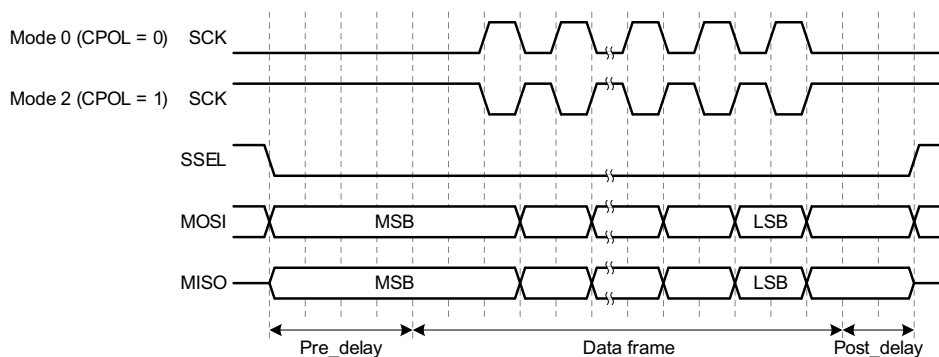 Mode 0 (CPOL = 0) SCK
Mode 2 (CPOL = 1) SCK
SSEL
MOSI MSB LSB
MISO MSB LSB
Pre_delay Data frame Post_delay